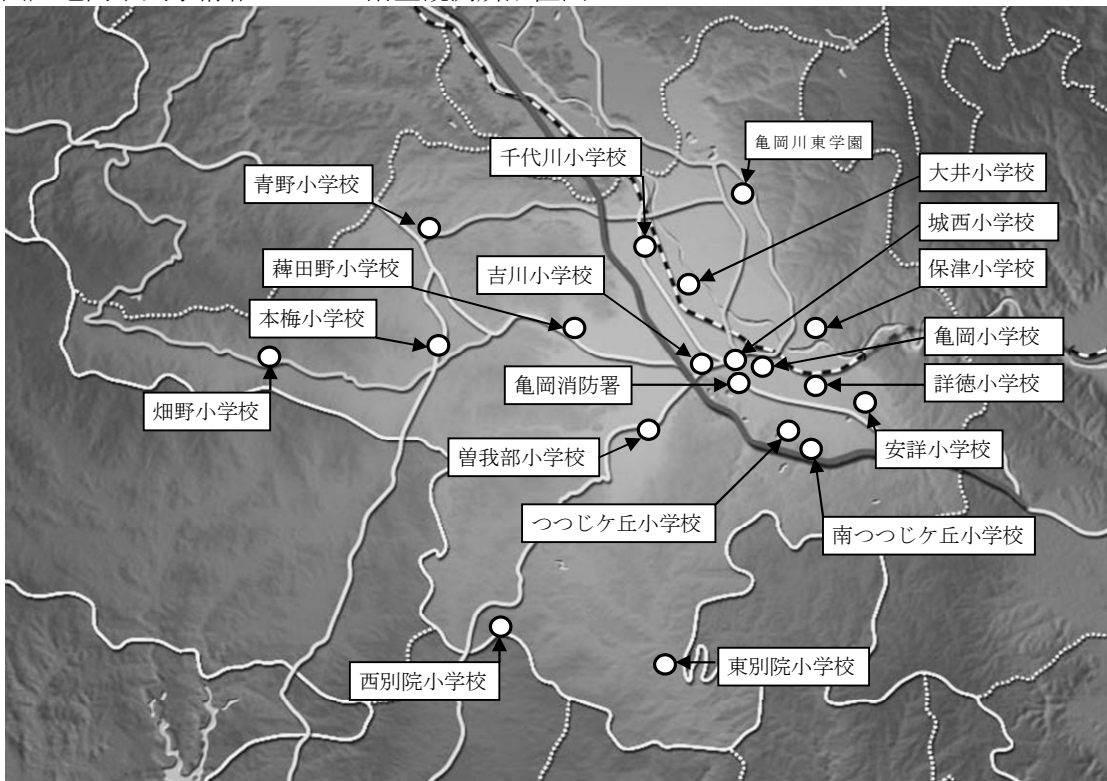 千代川小学校
亀岡川東学園
大井小学校
青野小学校
城西小学校
薭田野小学校
吉川小学校
保津小学校
本梅小学校
亀岡小学校
亀岡消防署
詳徳小学校
畑野小学校
曽我部小学校
安詳小学校
つつじケ丘小学校
南つつじケ丘小学校
西別院小学校
東別院小学校